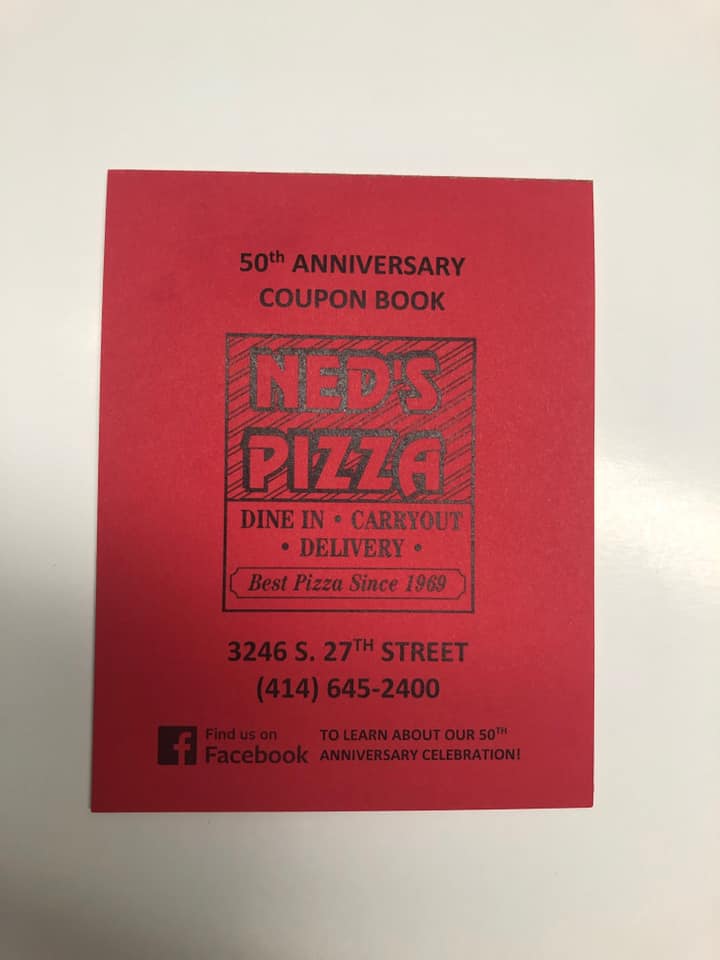 50th ANNIVERSARY
COUPON BOOK
NED'S
PIZZA
DINE IN • CARRYOUT
• DELIVERY •
Best Pizza Since 1969
3246 S. 27TH STREET
(414) 645-2400
f Find us on TO LEARN ABOUT OUR 50TH
Facebook ANNIVERSARY CELEBRATION!